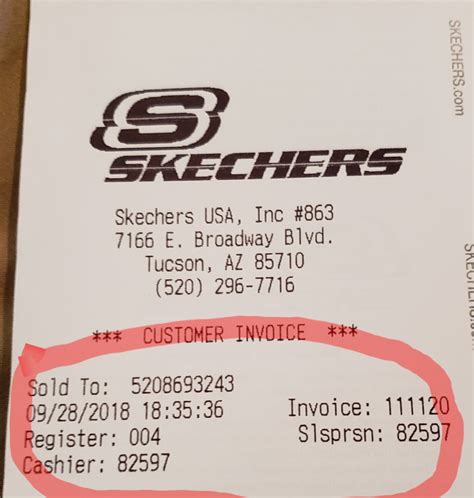 SKECHERS.com
S
SKECHERS
Skechers USA, Inc #863
7166 E. Broadway Blvd.
Tucson, AZ 85710
(520) 296-7716
*** CUSTOMER INVOICE ***
Sold To: 5208693243
09/28/2018 18:35:36 Invoice: 111120
Register: 004 Slsprsn: 82597
Cashier: 82597